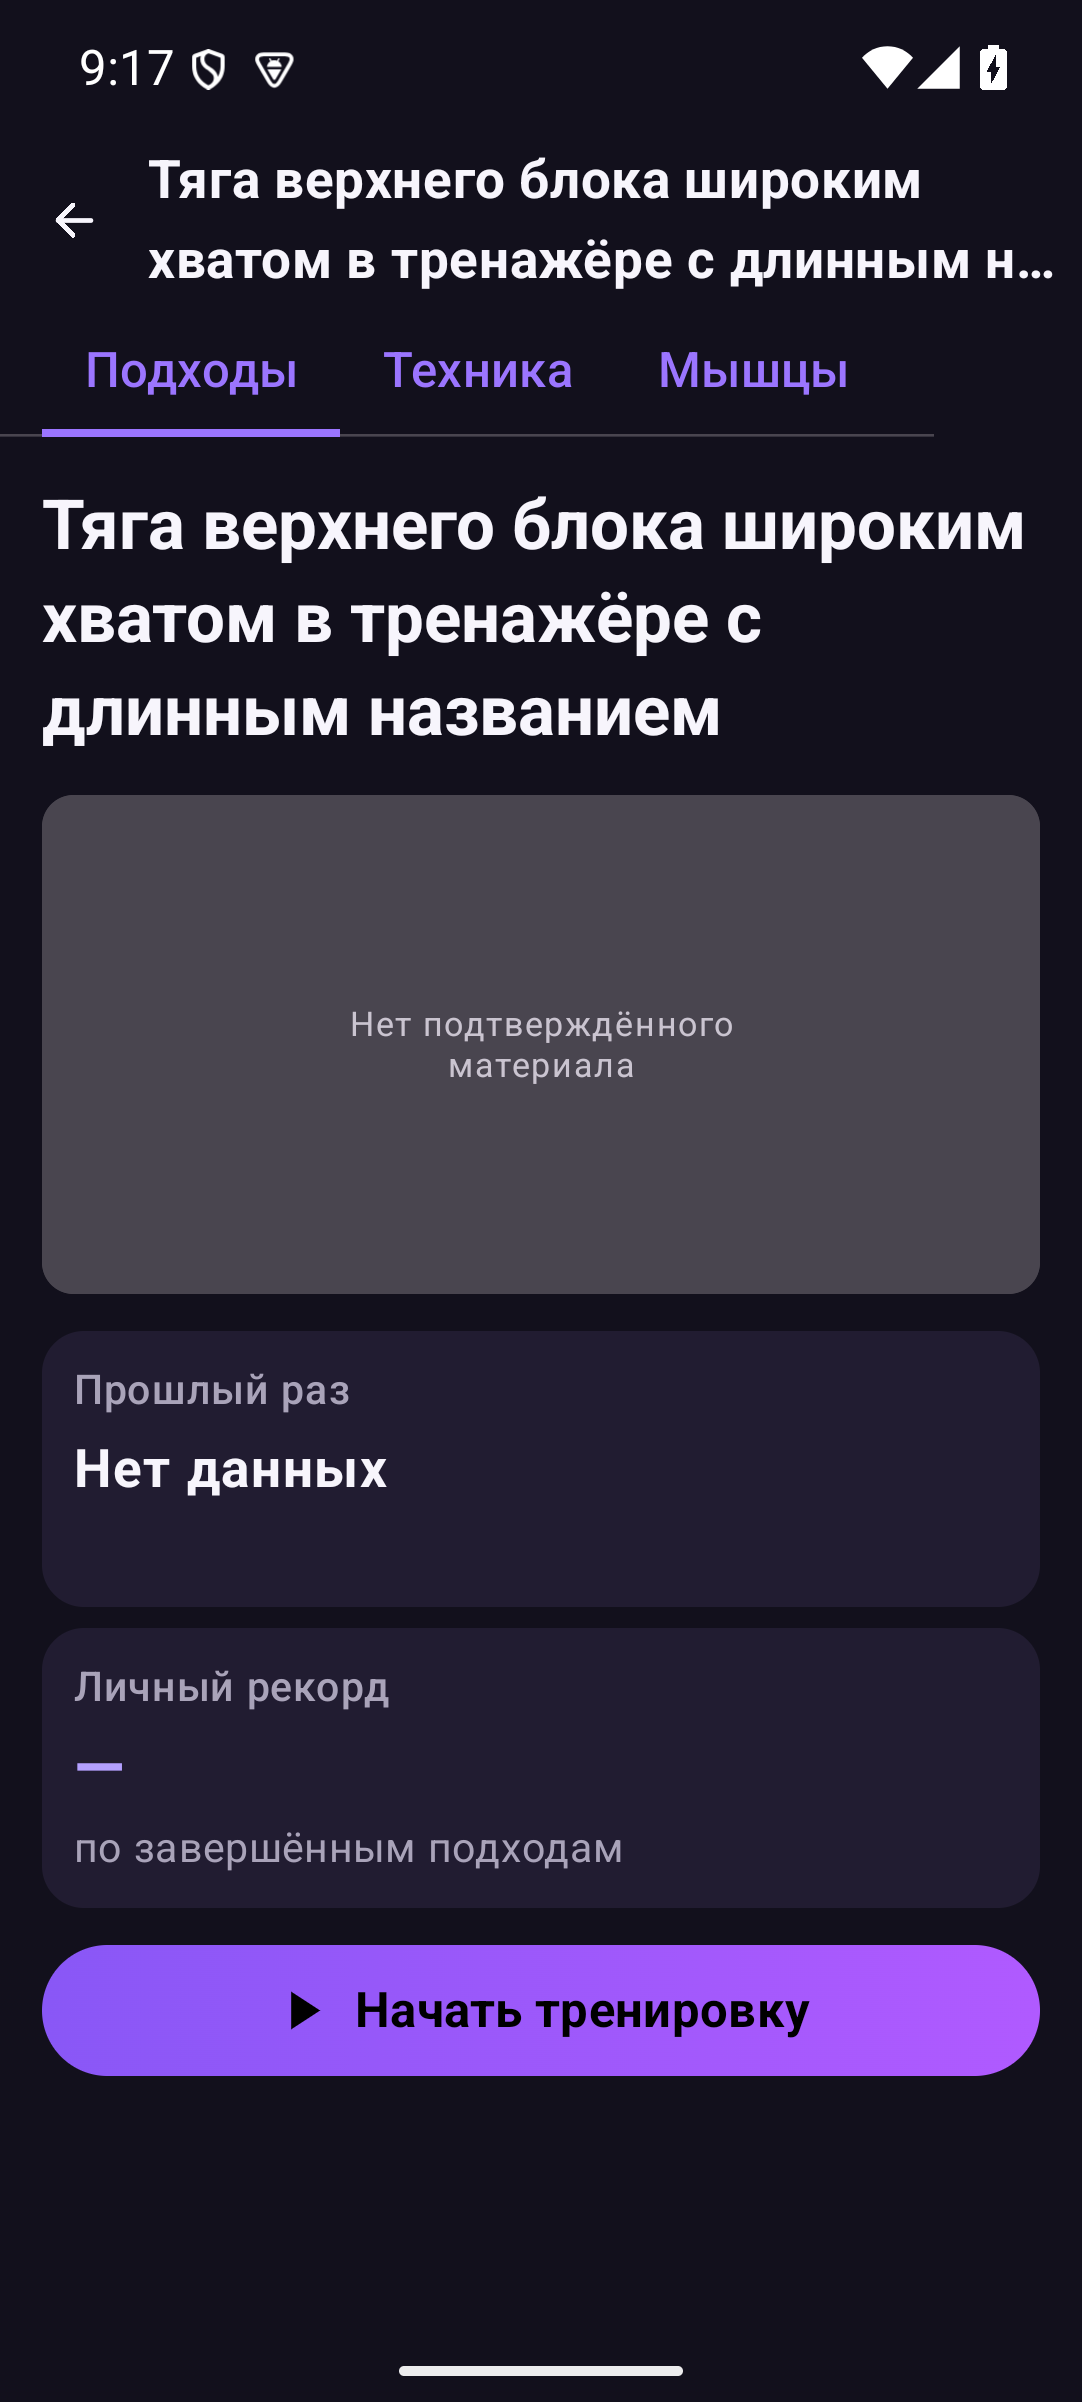 9:17
Тяга верхнего блока широким
хватом в тренажёре с длинным н…
Подходы Техника Мышцы
Тяга верхнего блока широким
хватом в тренажёре с
длинным названием
Нет подтверждённого
материала
Прошлый раз
Нет данных
Личный рекорд
—
по завершённым подходам
Начать тренировку